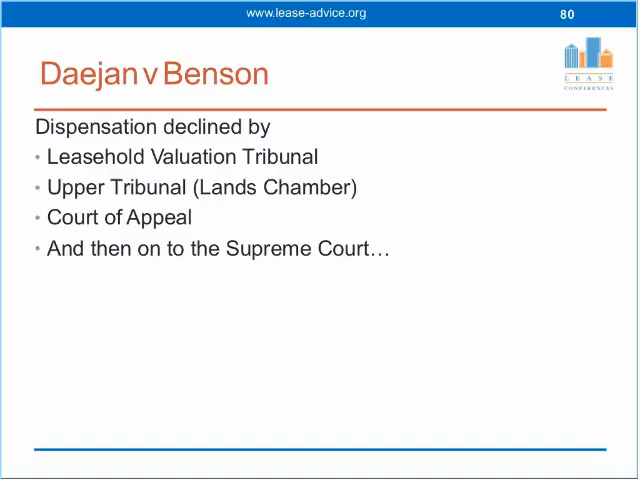 www.lease-advice.org
80
Daejan v Benson
LEASE
CONFERENCES
Dispensation declined by
• Leasehold Valuation Tribunal
• Upper Tribunal (Lands Chamber)
• Court of Appeal
• And then on to the Supreme Court…